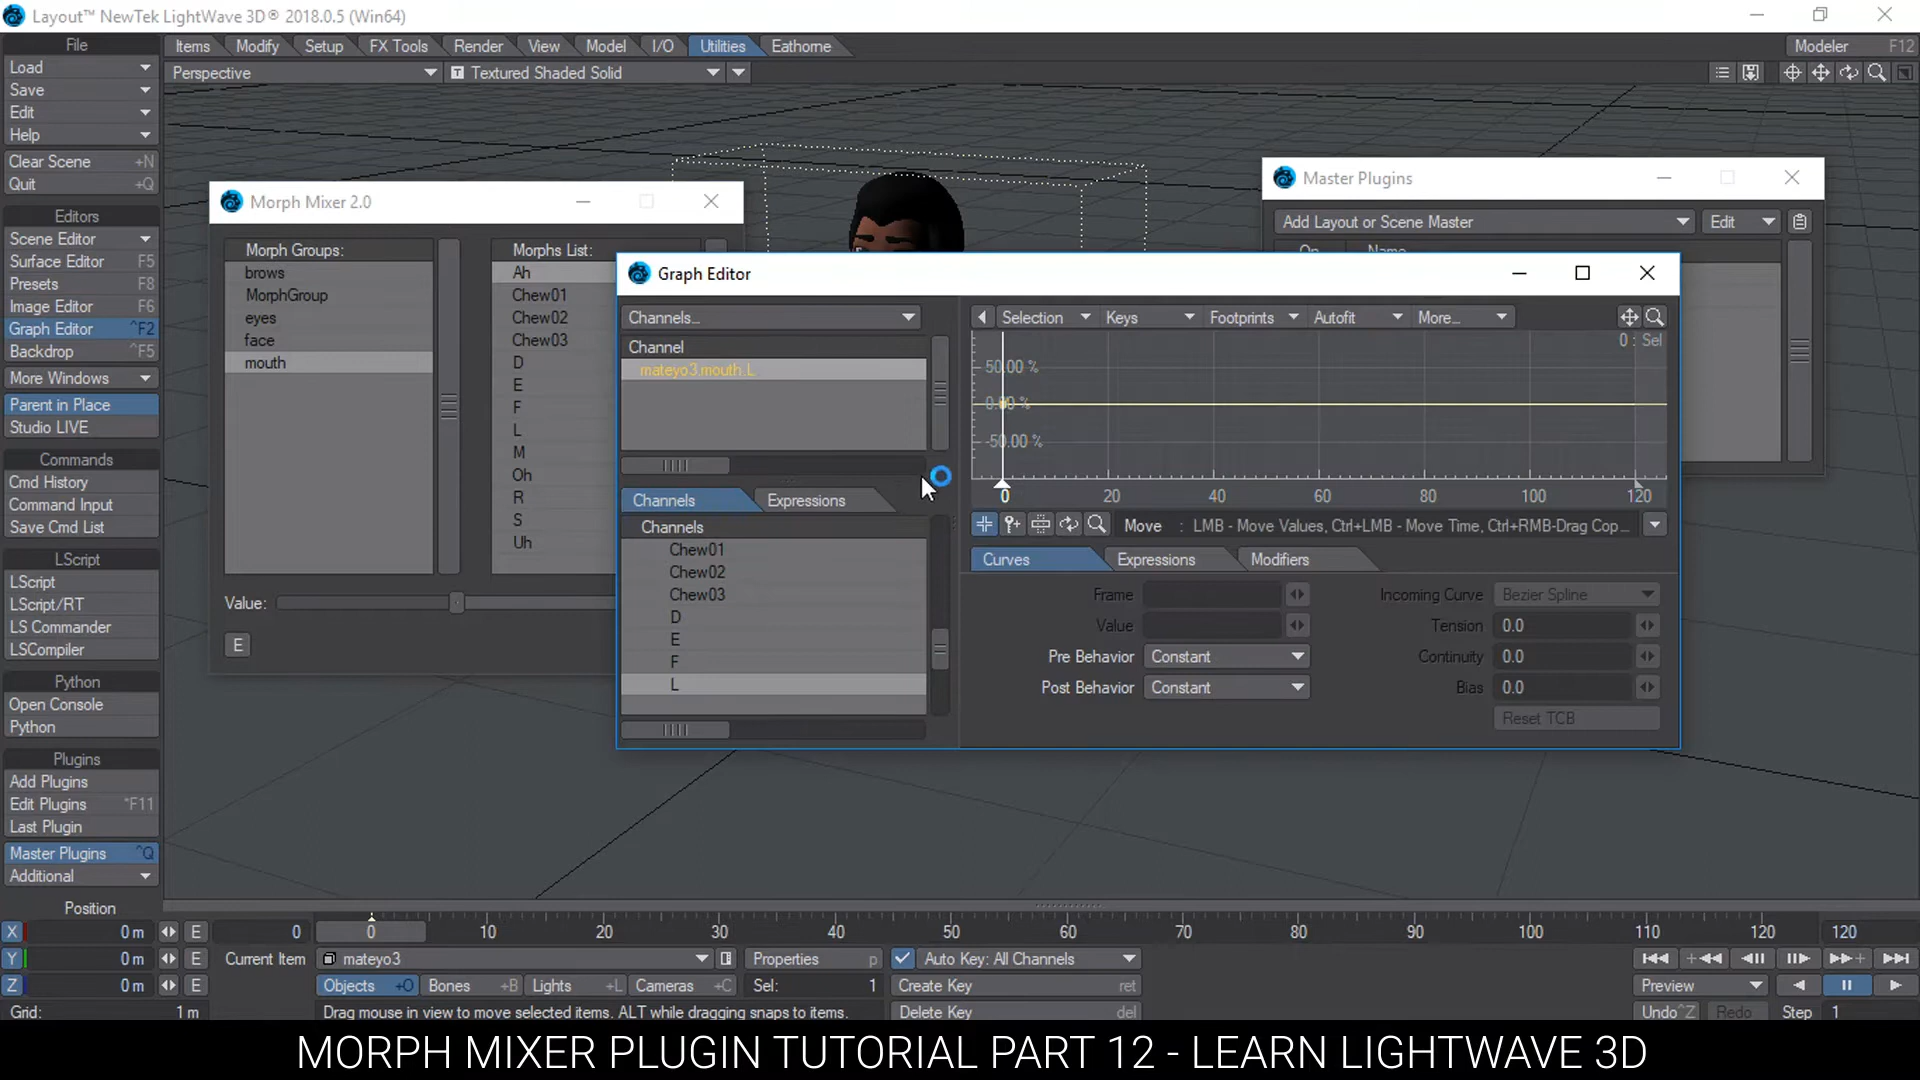 Layout™ NewTek LightWave 3D® 2018.0.5 (Win64)
File
Items Modify Setup FX Tools Render View Model I/O Utilities Eathorne
Modeler F12
Load
Perspective
T Textured Shaded Solid
Save
Edit
Help
Clear Scene +N
Quit +Q
Editors
Scene Editor
Surface Editor F5
Presets F8
Image Editor F6
Graph Editor ^F2
Backdrop ^F5
More Windows
Parent in Place
Studio LIVE
Commands
Cmd History
Command Input
Save Cmd List
LScript
LScript
LScript/RT
LS Commander
LSCompiler
Python
Open Console
Python
Plugins
Add Plugins
Edit Plugins ^F11
Last Plugin
Master Plugins ^Q
Additional
Morph Mixer 2.0
Morph Groups:
brows
MorphGroup
eyes
face
mouth
Morphs List:
Ah
Chew01
Chew02
Chew03
D
E
F
L
M
Oh
R
S
Uh
Value:
E
Master Plugins
Add Layout or Scene Master
Edit
On Name
Graph Editor
Channels...
Channel
mateyo3.mouth.L
Channels Expressions
Channels
Chew01
Chew02
Chew03
D
E
F
L
Selection Keys Footprints Autofit More...
0 : Sel
50.00 %
0.00 %
-50.00 %
0 20 40 60 80 100 120
Move : LMB - Move Values, Ctrl+LMB - Move Time, Ctrl+RMB-Drag Cop...
Curves Expressions Modifiers
Frame
Incoming Curve Bezier Spline
Value
Tension 0.0
Pre Behavior Constant
Continuity 0.0
Post Behavior Constant
Bias 0.0
Reset TCB
Position
X 0 m E
0 0 10 20 30 40 50 60 70 80 90 100 110 120 120
Y 0 m E
Current Item mateyo3
Properties p
Auto Key: All Channels
Z 0 m E
Objects +O Bones +B Lights +L Cameras +C
Sel: 1
Create Key ret
Preview
Grid: 1 m
Drag mouse in view to move selected items. ALT while dragging snaps to items.
Delete Key del
Undo ^Z Redo Step 1
MORPH MIXER PLUGIN TUTORIAL PART 12 - LEARN LIGHTWAVE 3D